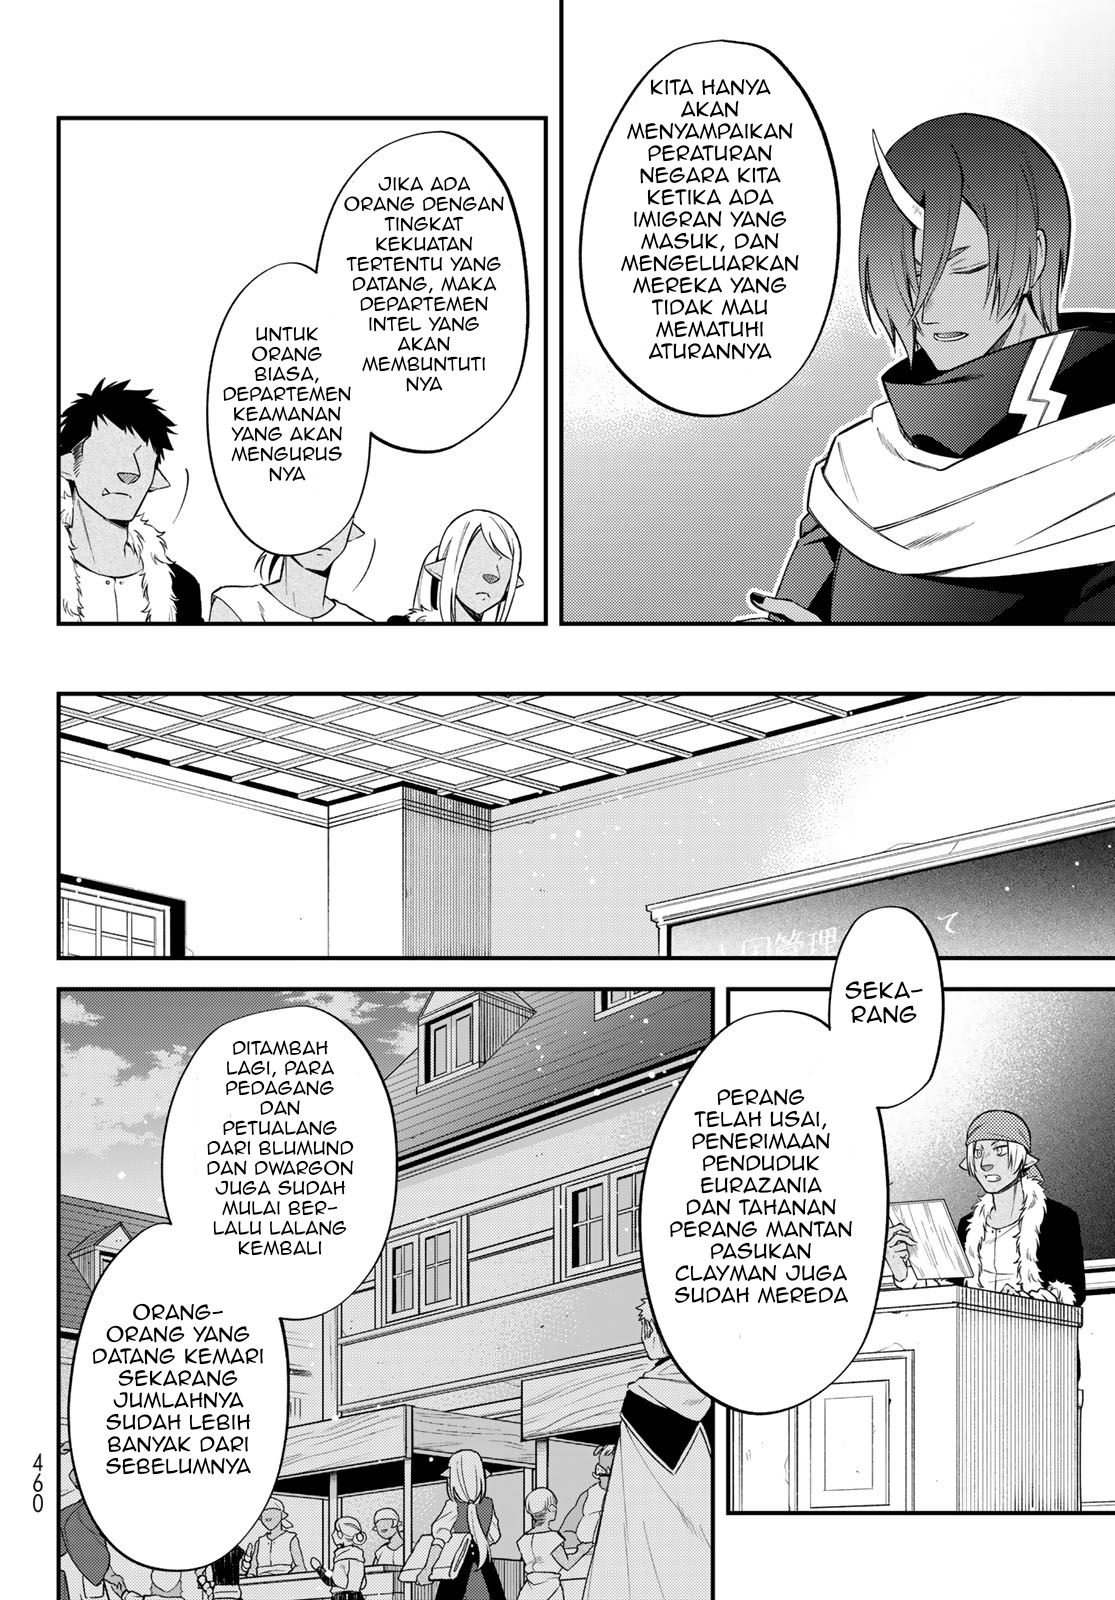 KITA HANYA
AKAN
MENYAMPAIKAN
PERATURAN
NEGARA KITA
KETIKA ADA
IMIGRAN YANG
MASUK, DAN
MENGELUARKAN
MEREKA YANG
TIDAK MAU
MEMATUHI
ATURANNYA
JIKA ADA
ORANG DENGAN
TINGKAT
KEKUATAN
TERTENTU YANG
DATANG, MAKA
DEPARTEMEN
INTEL YANG
AKAN
MEMBUNTUTI
NYA
UNTUK
ORANG
BIASA,
DEPARTEMEN
KEAMANAN
YANG AKAN
MENGURUS
NYA
国管理
て
SEKA-
RANG
PERANG
TELAH USAI,
PENERIMAAN
PENDUDUK
EURAZANIA
DAN TAHANAN
PERANG MANTAN
PASUKAN
CLAYMAN JUGA
SUDAH MEREDA
DITAMBAH
LAGI, PARA
PEDAGANG
DAN
PETUALANG
DARI BLUMUND
DAN DWARGON
JUGA SUDAH
MULAI BER-
LALU LALANG
KEMBALI
ORANG-
ORANG YANG
DATANG KEMARI
SEKARANG
JUMLAHNYA
SUDAH LEBIH
BANYAK DARI
SEBELUMNYA
460